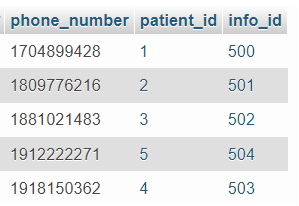 phone_number patient_id info_id
1704899428 1 500
1809776216 2 501
1881021483 3 502
1912222271 5 504
1918150362 4 503